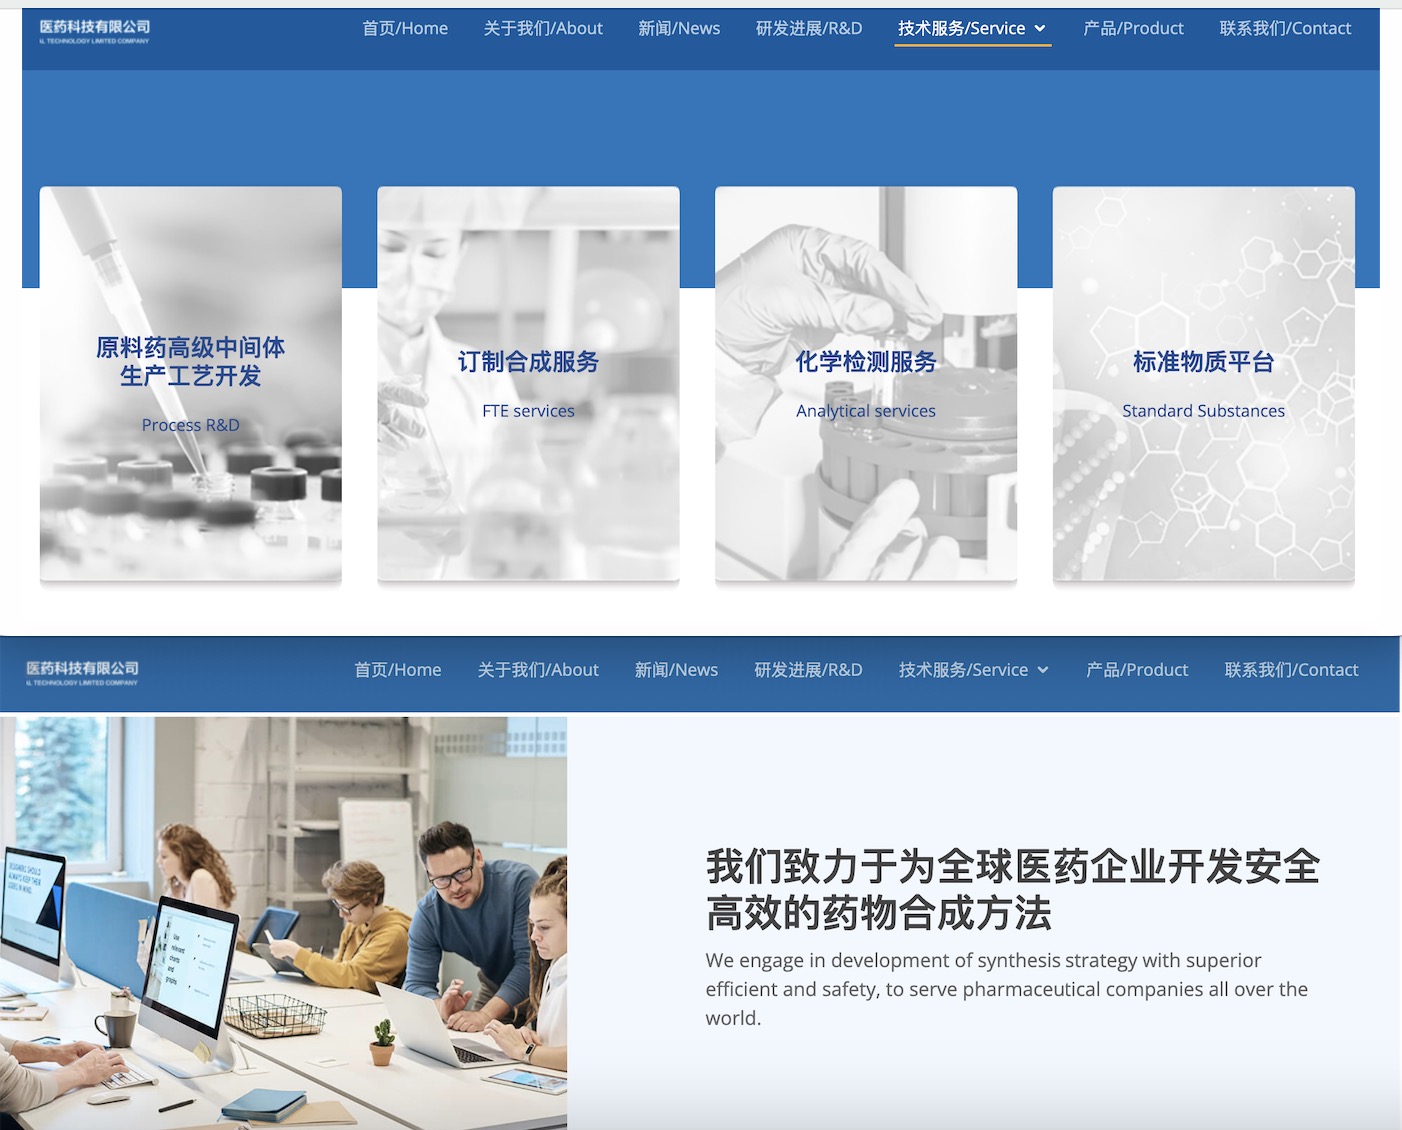 医药科技有限公司
IL TECHNOLOGY LIMITED COMPANY
首页/Home 关于我们/About 新闻/News 研发进展/R&D 技术服务/Service 产品/Product 联系我们/Contact
原料药高级中间体
生产工艺开发
Process R&D
订制合成服务
FTE services
化学检测服务
Analytical services
标准物质平台
Standard Substances
医药科技有限公司
IL TECHNOLOGY LIMITED COMPANY
首页/Home 关于我们/About 新闻/News 研发进展/R&D 技术服务/Service 产品/Product 联系我们/Contact
Use
relevant
charts
and
graphs
我们致力于为全球医药企业开发安全
高效的药物合成方法
We engage in development of synthesis strategy with superior
efficient and safety, to serve pharmaceutical companies all over the
world.